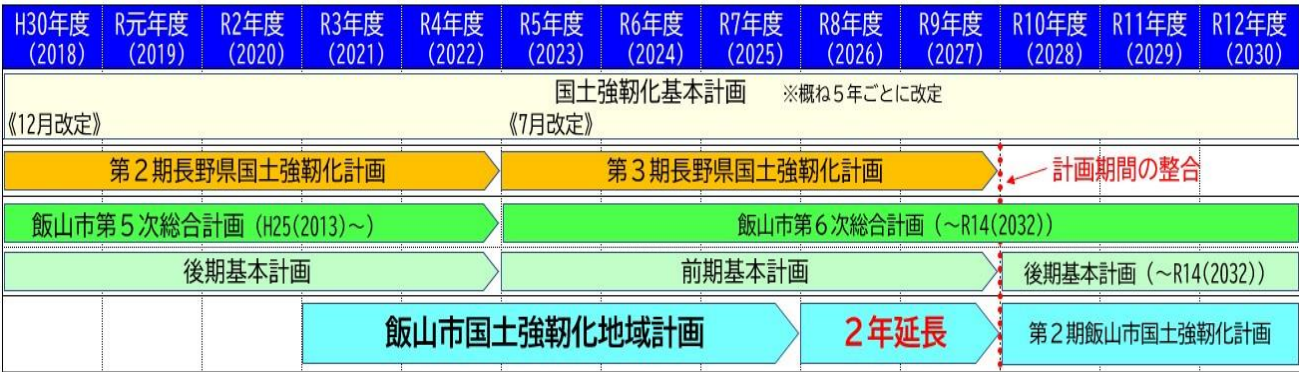 H30年度 R元年度 R2年度 R3年度 R4年度 R5年度 R6年度 R7年度 R8年度 R9年度 R10年度 R11年度 R12年度
(2018) (2019) (2020) (2021) (2022) (2023) (2024) (2025) (2026) (2027) (2028) (2029) (2030)
国土強靭化基本計画 ※概ね5年ごとに改定
《12月改定》 《7月改定》
第2期長野県国土強靭化計画 第3期長野県国土強靭化計画 計画期間の整合
飯山市第5次総合計画 (H25(2013)~) 飯山市第6次総合計画 (~R14(2032))
後期基本計画 前期基本計画 後期基本計画 (~R14(2032))
飯山市国土強靭化地域計画 2年延長 第2期飯山市国土強靭化計画